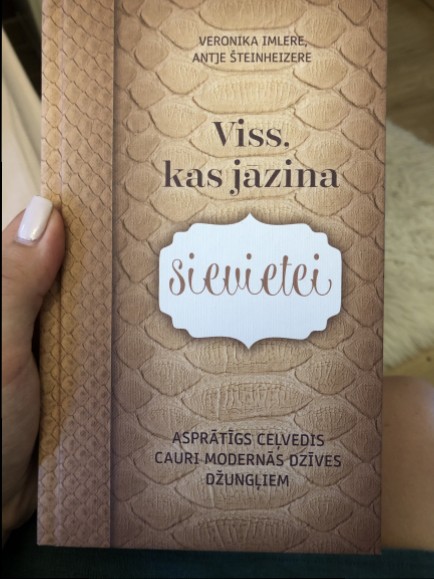 VERONIKA IMLERE,
ANTJE ŠTEINHEIZERE
Viss,
kas jāzina
sievietei
ASPRĀTĪGS CEĻVEDIS
CAURI MODERNĀS DZĪVES
DŽUNGĻIEM